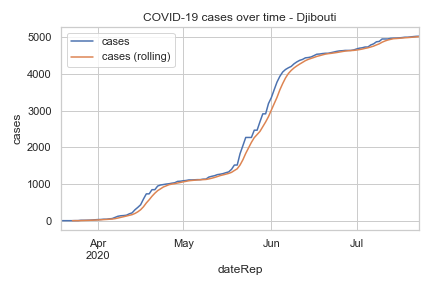 COVID-19 cases over time - Djibouti
cases
cases (rolling)
5000
4000
3000
2000
1000
0
cases
Apr
2020
May
Jun
Jul
dateRep